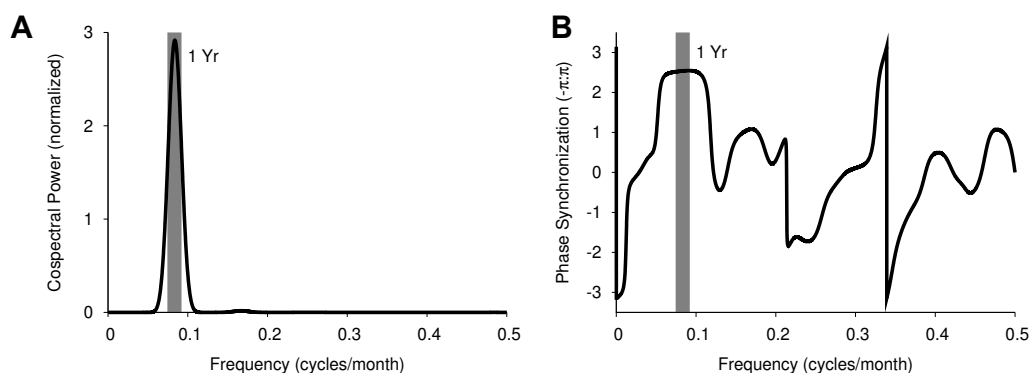 A
Cospectral Power (normalized)
3
2
1
0
1 Yr
0
0.1
0.2
0.3
0.4
0.5
Frequency (cycles/month)
B
Phase Synchronization (-π:π)
3
2
1
0
-1
-2
-3
1 Yr
0
0.1
0.2
0.3
0.4
0.5
Frequency (cycles/month)